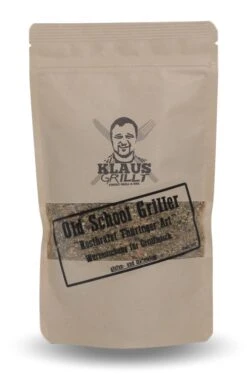 KLAUS
GRILLT
Old School Griller
"Rostbratl Thüringer Art"
Würzmischung für Grillfleisch